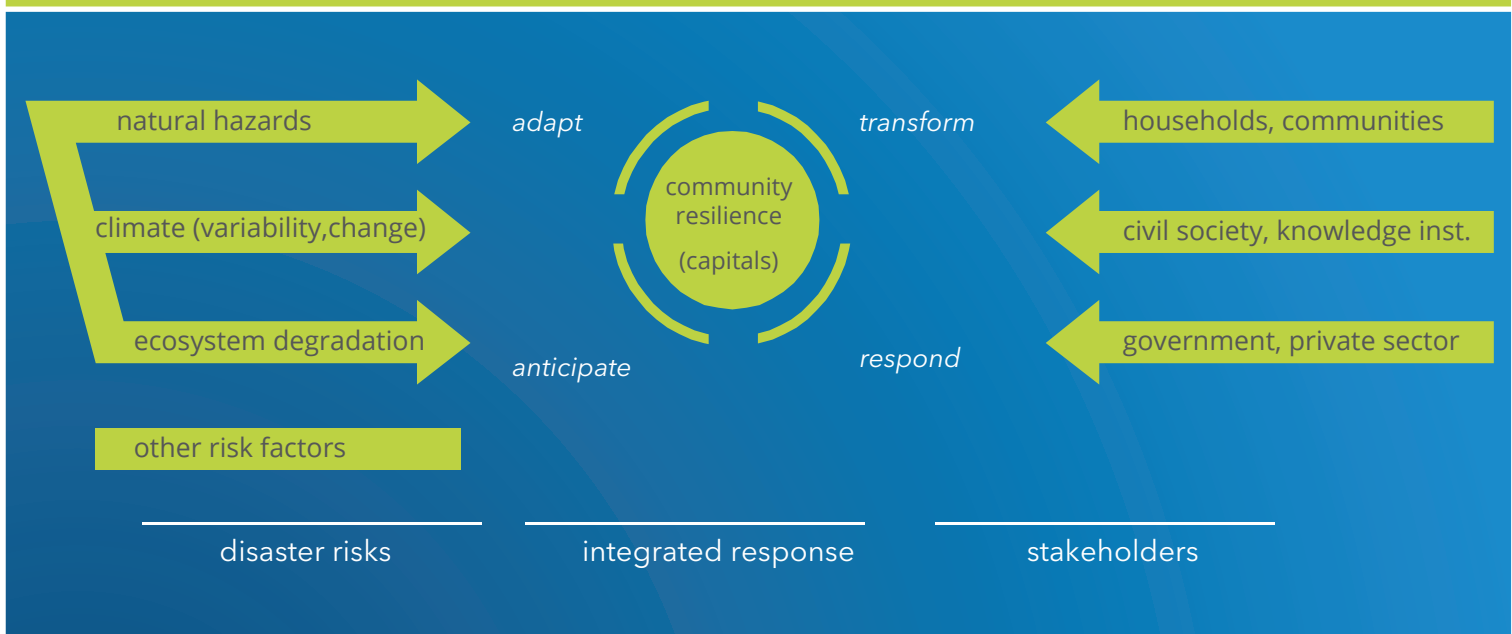 natural hazards
climate (variability,change)
ecosystem degradation
other risk factors
adapt
transform
community
resilience
(capitals)
anticipate
respond
households, communities
civil society, knowledge inst.
government, private sector
disaster risks
integrated response
stakeholders